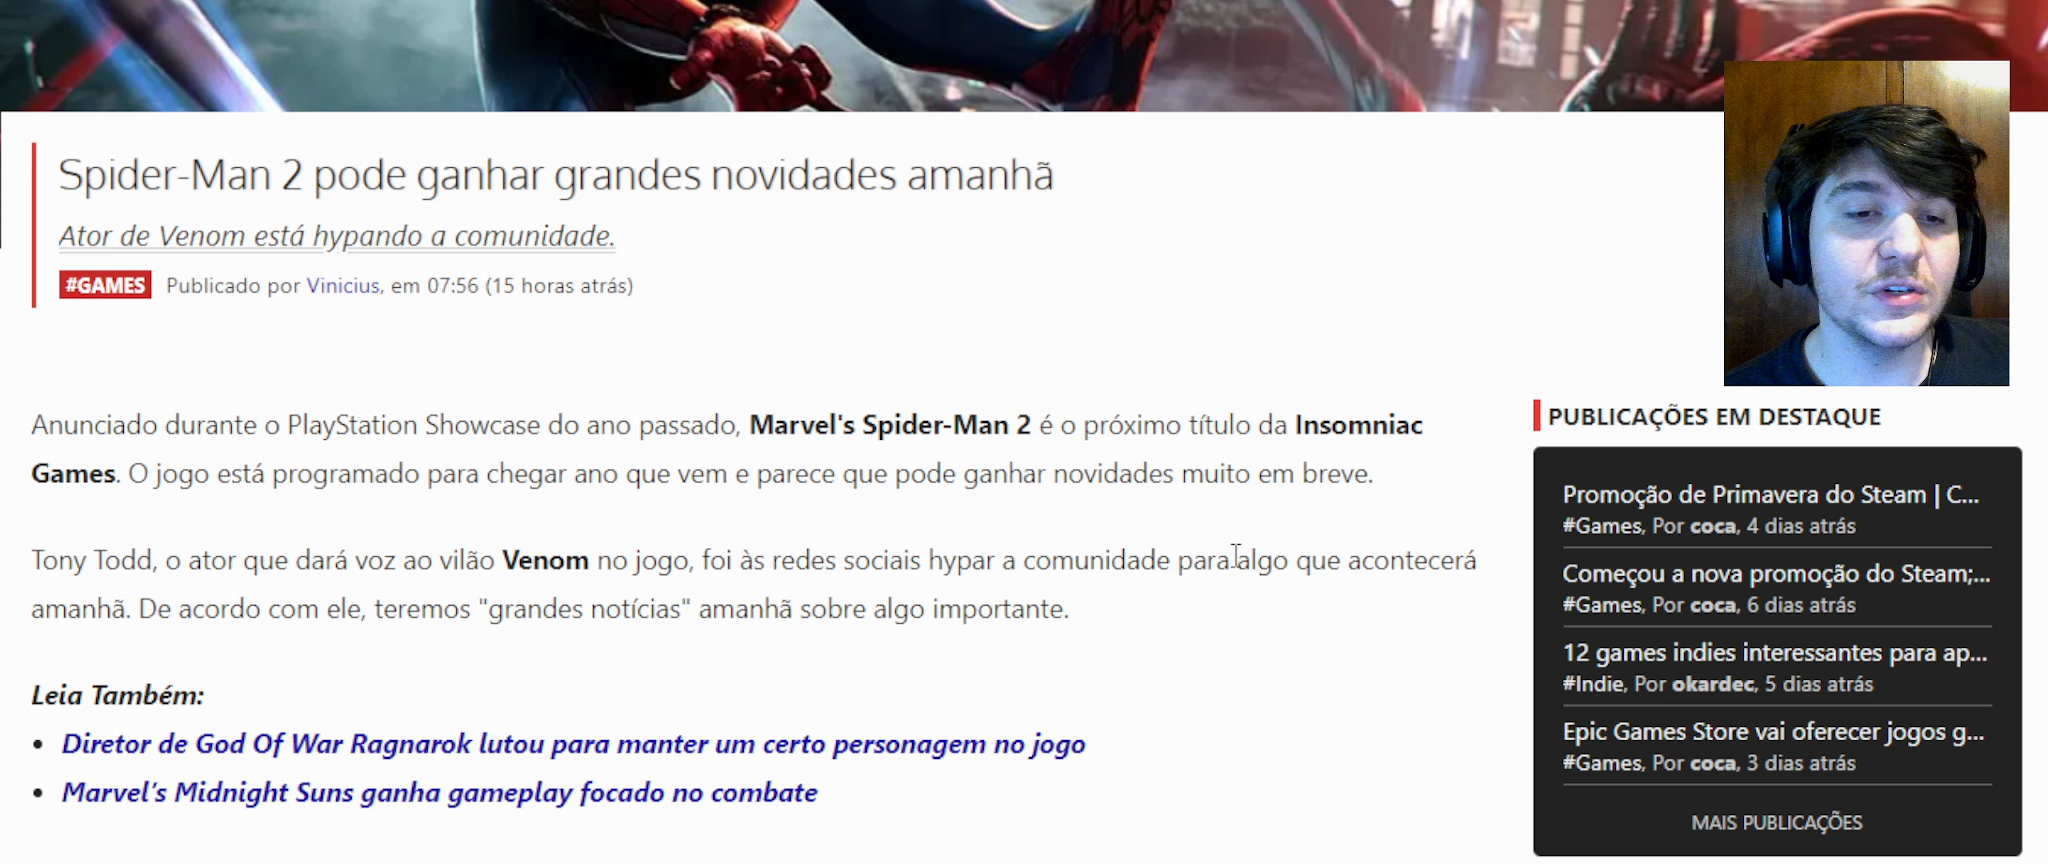 Spider-Man 2 pode ganhar grandes novidades amanhã
Ator de Venom está hypando a comunidade.
#GAMES Publicado por Vinicius, em 07:56 (15 horas atrás)
Anunciado durante o PlayStation Showcase do ano passado, Marvel's Spider-Man 2 é o próximo título da Insomniac
Games. O jogo está programado para chegar ano que vem e parece que pode ganhar novidades muito em breve.
Tony Todd, o ator que dará voz ao vilão Venom no jogo, foi às redes sociais hypar a comunidade para algo que acontecerá
amanhã. De acordo com ele, teremos "grandes notícias" amanhã sobre algo importante.
Leia Também:
• Diretor de God Of War Ragnarok lutou para manter um certo personagem no jogo
• Marvel's Midnight Suns ganha gameplay focado no combate
PUBLICAÇÕES EM DESTAQUE
Promoção de Primavera do Steam | C...
#Games, Por coca, 4 dias atrás
Começou a nova promoção do Steam;...
#Games, Por coca, 6 dias atrás
12 games indies interessantes para ap...
#Indie, Por okardec, 5 dias atrás
Epic Games Store vai oferecer jogos g...
#Games, Por coca, 3 dias atrás
MAIS PUBLICAÇÕES